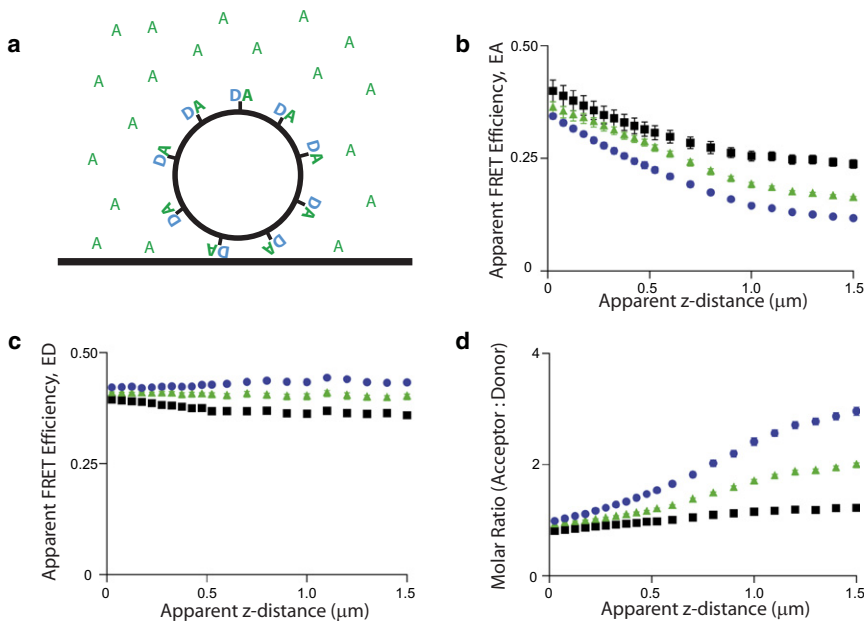 a
A A A A A
A A A
A A A
A A
A A
A A A
DA
DA
DA
DA
DA
DA
DA
DA
DA
b
0.50
0.25
0
0 0.5 1.0 1.5
Apparent FRET Efficiency, EA
Apparent z-distance (μm)
c
0.50
0.25
0
0 0.5 1.0 1.5
Apparent FRET Efficiency, ED
Apparent z-distance (μm)
d
4
2
0
0 0.5 1.0 1.5
Molar Ratio (Acceptor : Donor)
Apparent z-distance (μm)